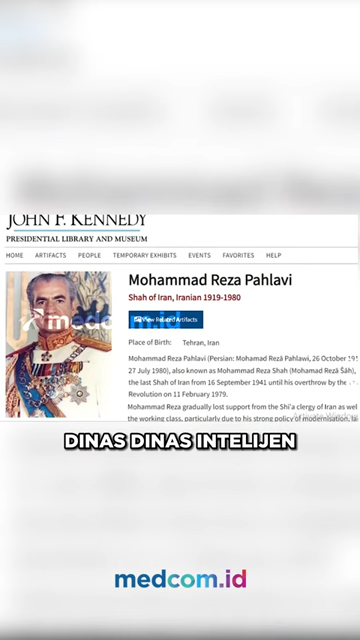 JOHN F. KENNEDY
PRESIDENTIAL LIBRARY AND MUSEUM
HOME ARTIFACTS PEOPLE TEMPORARY EXHIBITS EVENTS FAVORITES HELP
Mohammad Reza Pahlavi
Shah of Iran, Iranian 1919-1980
View Related Artifacts
medcom.id
Place of Birth: Tehran, Iran
Mohammad Reza Pahlavi (Persian: Mohamad Rezā Pahlawi, 26 October
27 July 1980), also known as Mohammad Reza Shah (Mohamad Rezā Šāh),
the last Shah of Iran from 16 September 1941 until his overthrow by the
Revolution on 11 February 1979.
Mohammad Reza gradually lost support from the Shi'a clergy of Iran as wel
the working class, particularly due to his strong policy of modernisation,
DINAS DINAS INTELIJEN
medcom.id